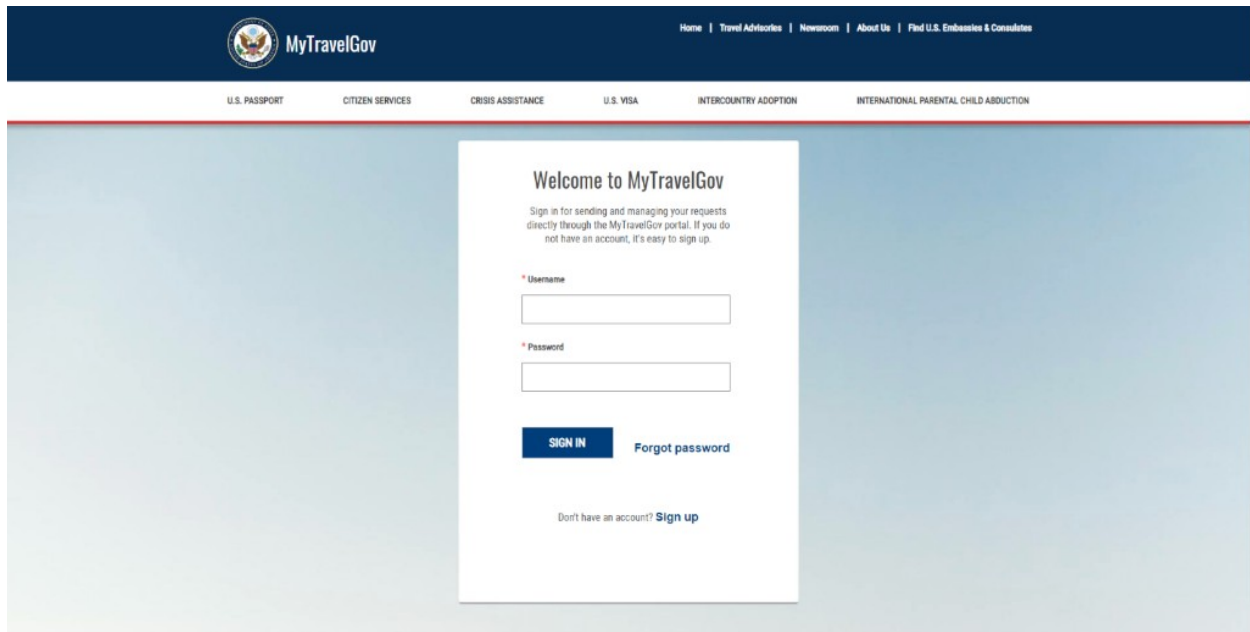 MyTravelGov
Home | Travel Advisories | Newsroom | About Us | Find U.S. Embassies & Consulates
U.S. PASSPORT CITIZEN SERVICES CRISIS ASSISTANCE U.S. VISA INTERCOUNTRY ADOPTION INTERNATIONAL PARENTAL CHILD ABDUCTION
Welcome to MyTravelGov
Sign in for sending and managing your requests
directly through the MyTravelGov portal. If you do
not have an account, it's easy to sign up.
* Username
* Password
SIGN IN Forgot password
Don't have an account? Sign up